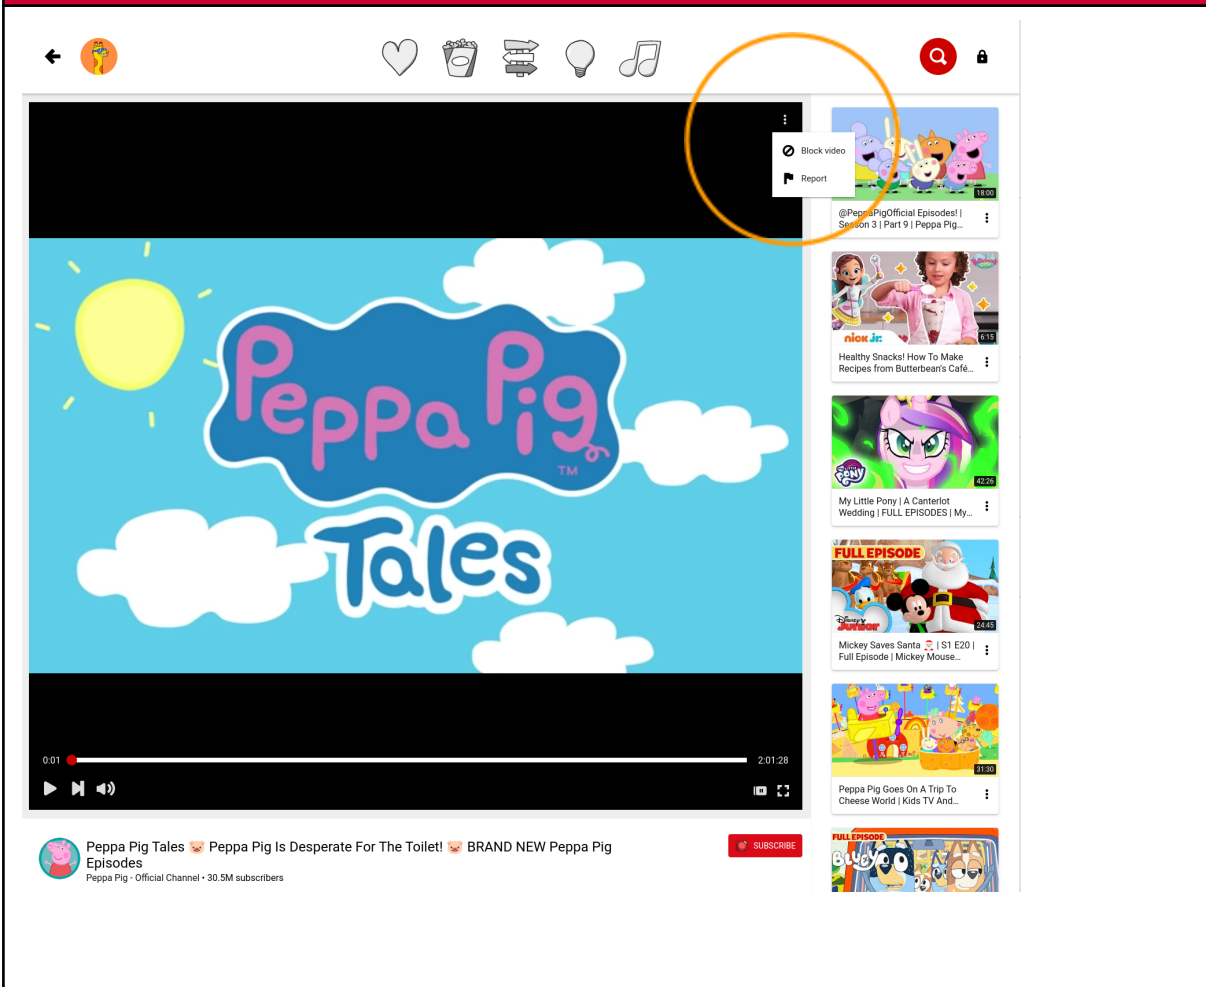 Block video
Report
Peppa Pig
TM
Tales
0:01
2:01:28
Peppa Pig Tales 🐷 Peppa Pig Is Desperate For The Toilet! 🐷 BRAND NEW Peppa Pig
Episodes
Peppa Pig - Official Channel • 30.5M subscribers
SUBSCRIBE
18:00
@PeppaPigOfficial Episodes! |
Season 3 | Part 9 | Peppa Pig...
nick jr.
6:15
Healthy Snacks! How To Make
Recipes from Butterbean's Café...
PONY
42:26
My Little Pony | A Canterlot
Wedding | FULL EPISODES | My...
FULL EPISODE
Disney
Junior
24:45
Mickey Saves Santa 🎅 | S1 E20 |
Full Episode | Mickey Mouse...
31:30
Peppa Pig Goes On A Trip To
Cheese World | Kids TV And...
FULL EPISODE
BLUEY